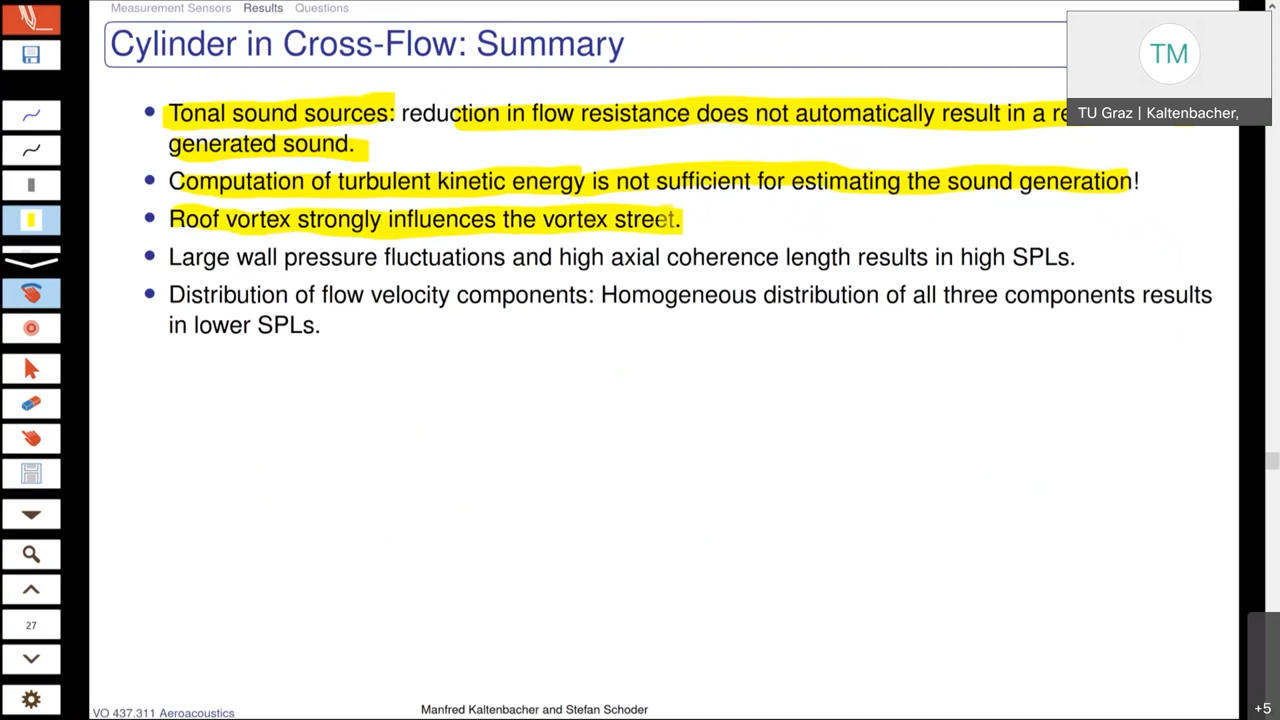 Measurement Sensors Results Questions
Cylinder in Cross-Flow: Summary
TM
TU Graz | Kaltenbacher,
• Tonal sound sources: reduction in flow resistance does not automatically result in a
generated sound.
• Computation of turbulent kinetic energy is not sufficient for estimating the sound generation!
• Roof vortex strongly influences the vortex street.
• Large wall pressure fluctuations and high axial coherence length results in high SPLs.
• Distribution of flow velocity components: Homogeneous distribution of all three components results
in lower SPLs.
27
VO 437.311 Aeroacoustics
Manfred Kaltenbacher and Stefan Schoder
+5